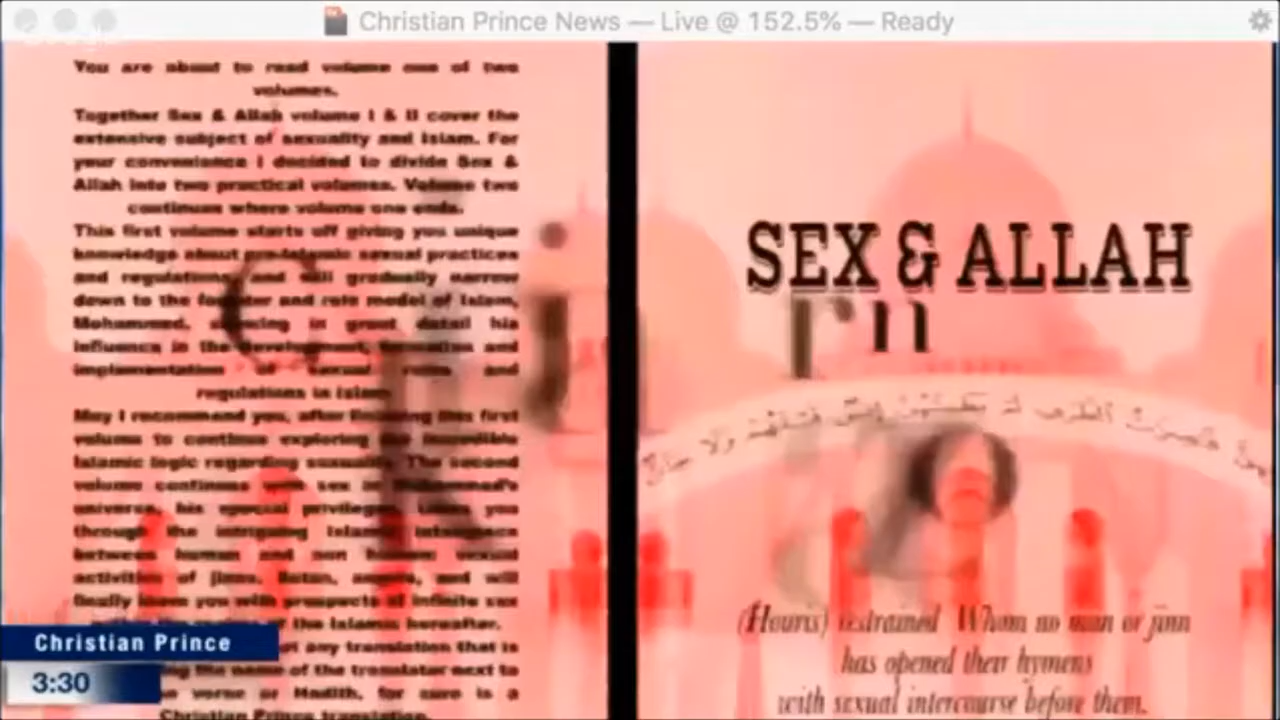 Christian Prince News — Live @ 152.5% — Ready
You are about to read volume one of two
volumes.
Together Sex & Allah volume I & II cover the
extensive subject of sexuality and Islam. For
your convenience I decided to divide Sex &
Allah into two practical volumes. Volume two
continues where volume one ends.
This first volume starts off giving you unique
knowledge about pre-Islamic sexual practices
and regulations, and will gradually narrow
down to the founder and role model of Islam,
Mohammed, showing in great detail his
influence in the development, formation and
implementation of sexual rules and
regulations in Islam.
May I recommend you, after finishing this first
volume to continue exploring the incredible
Islamic logic regarding sexuality. The second
volume continues with sex in Muhammad's
universe, his special privileges, takes you
through the intriguing Islamic
between human and non human sexual
activities of jinns, Satan, angels, and will
finally leave you with prospects of infinite sex
of the Islamic hereafter.
any translation that is
the name of the translator next to
verse or Hadith, for sure is a
Christian Prince translation.
SEX & ALLAH
(Houris) restrained Whom no man or jinn
has opened their hymens
with sexual intercourse before them.
Christian Prince
3:30